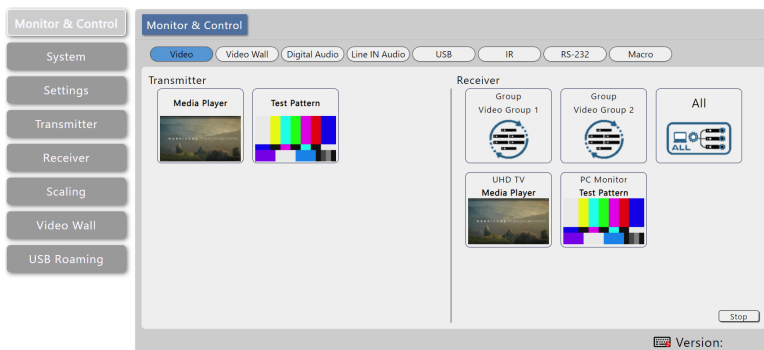 Monitor & Control
System
Settings
Transmitter
Receiver
Scaling
Video Wall
USB Roaming
Monitor & Control
Video Video Wall Digital Audio Line IN Audio USB IR RS-232 Macro
Transmitter
Media Player
Test Pattern
Receiver
Group
Video Group 1
Group
Video Group 2
All
ALL
UHD TV
Media Player
PC Monitor
Test Pattern
Stop
Version: